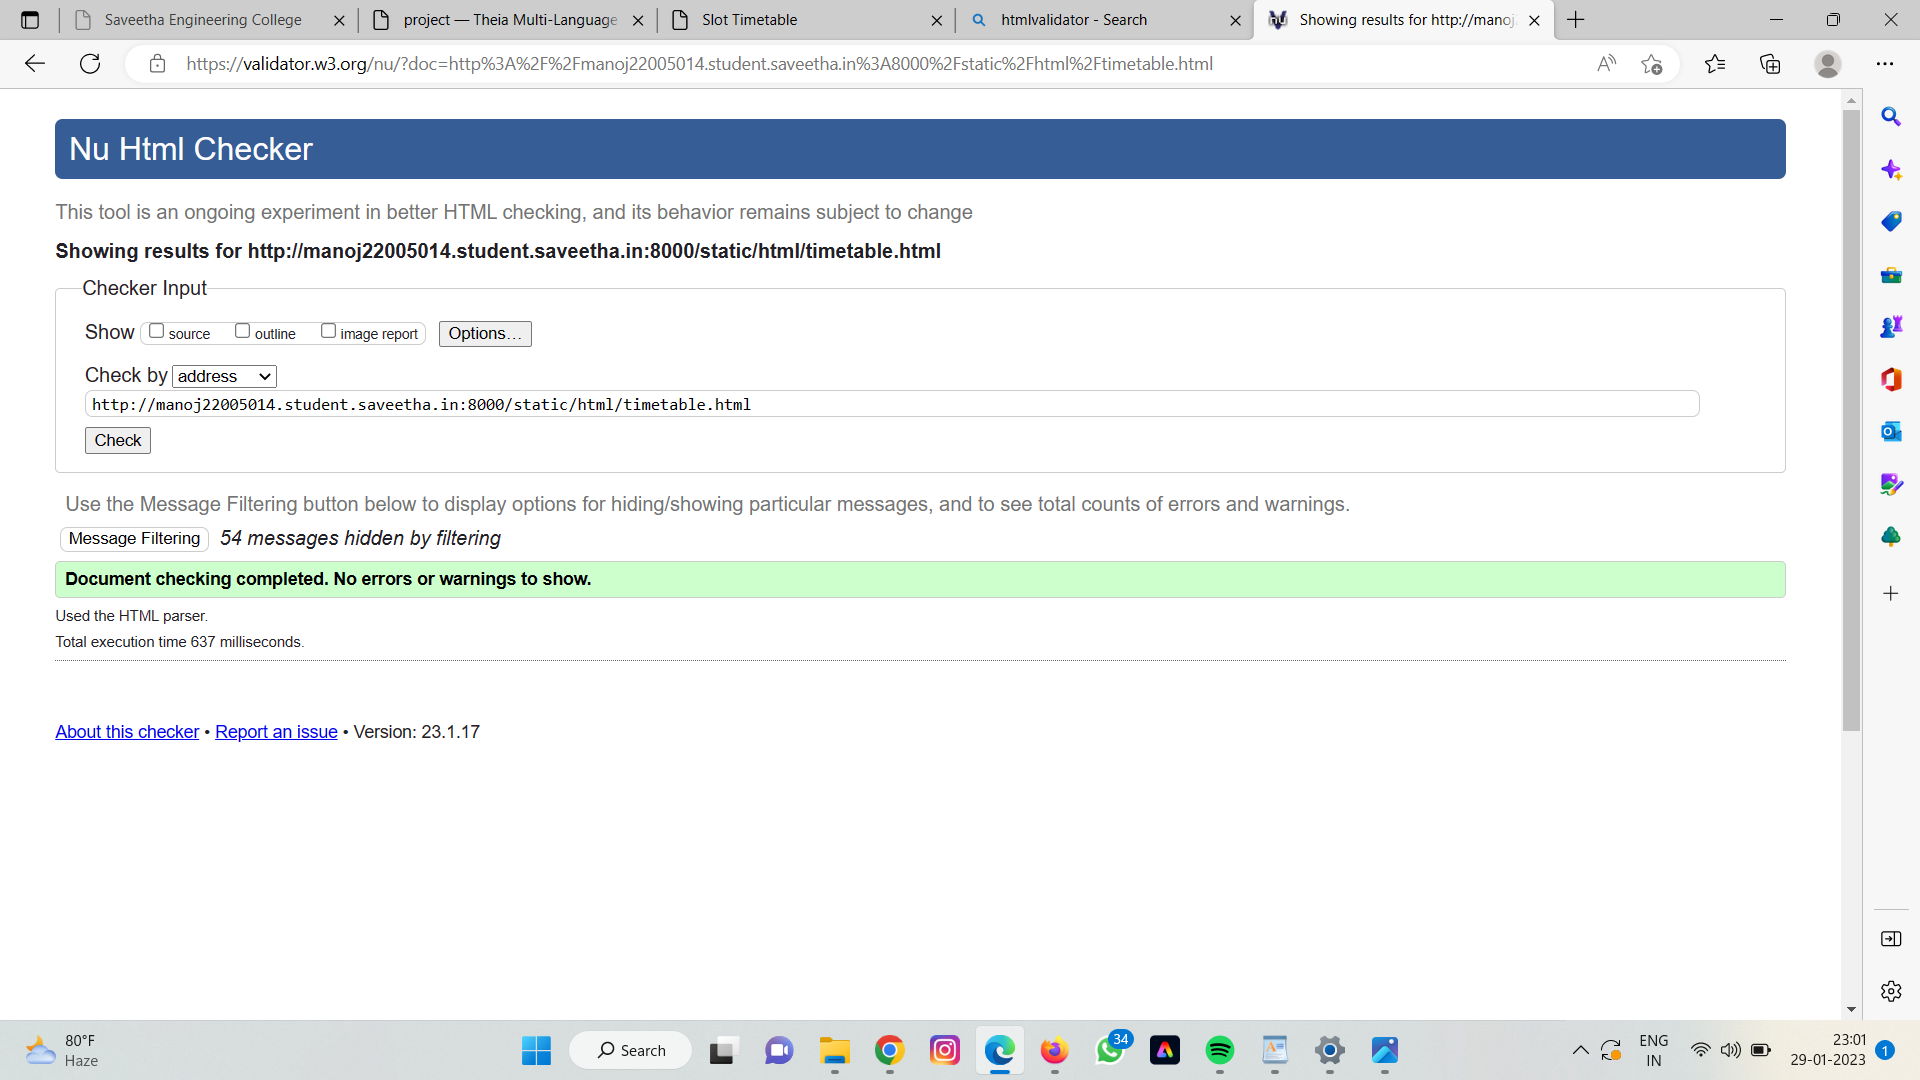 Saveetha Engineering College
project — Theia Multi-Language
Slot Timetable
htmlvalidator - Search
Showing results for http://manoj
https://validator.w3.org/nu/?doc=http%3A%2F%2Fmanoj22005014.student.saveetha.in%3A8000%2Fstatic%2Fhtml%2Ftimetable.html
Nu Html Checker
This tool is an ongoing experiment in better HTML checking, and its behavior remains subject to change
Showing results for http://manoj22005014.student.saveetha.in:8000/static/html/timetable.html
Checker Input
Show source outline image report Options...
Check by address
http://manoj22005014.student.saveetha.in:8000/static/html/timetable.html
Check
Use the Message Filtering button below to display options for hiding/showing particular messages, and to see total counts of errors and warnings.
Message Filtering 54 messages hidden by filtering
Document checking completed. No errors or warnings to show.
Used the HTML parser.
Total execution time 637 milliseconds.
About this checker • Report an issue • Version: 23.1.17
80°F
Haze
Search
34
ENG
IN
23:01
29-01-2023
1